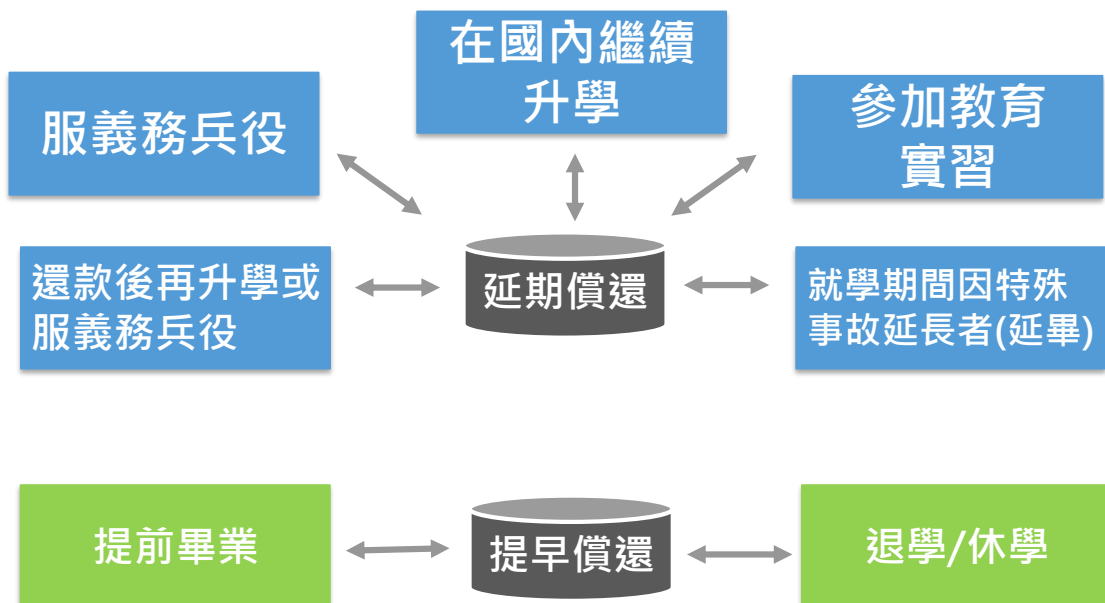 在國內繼續
升學
服義務兵役
參加教育
實習
還款後再升學或
服義務兵役
延期償還
就學期間因特殊
事故延長者(延畢)
提前畢業
提早償還
退學/休學